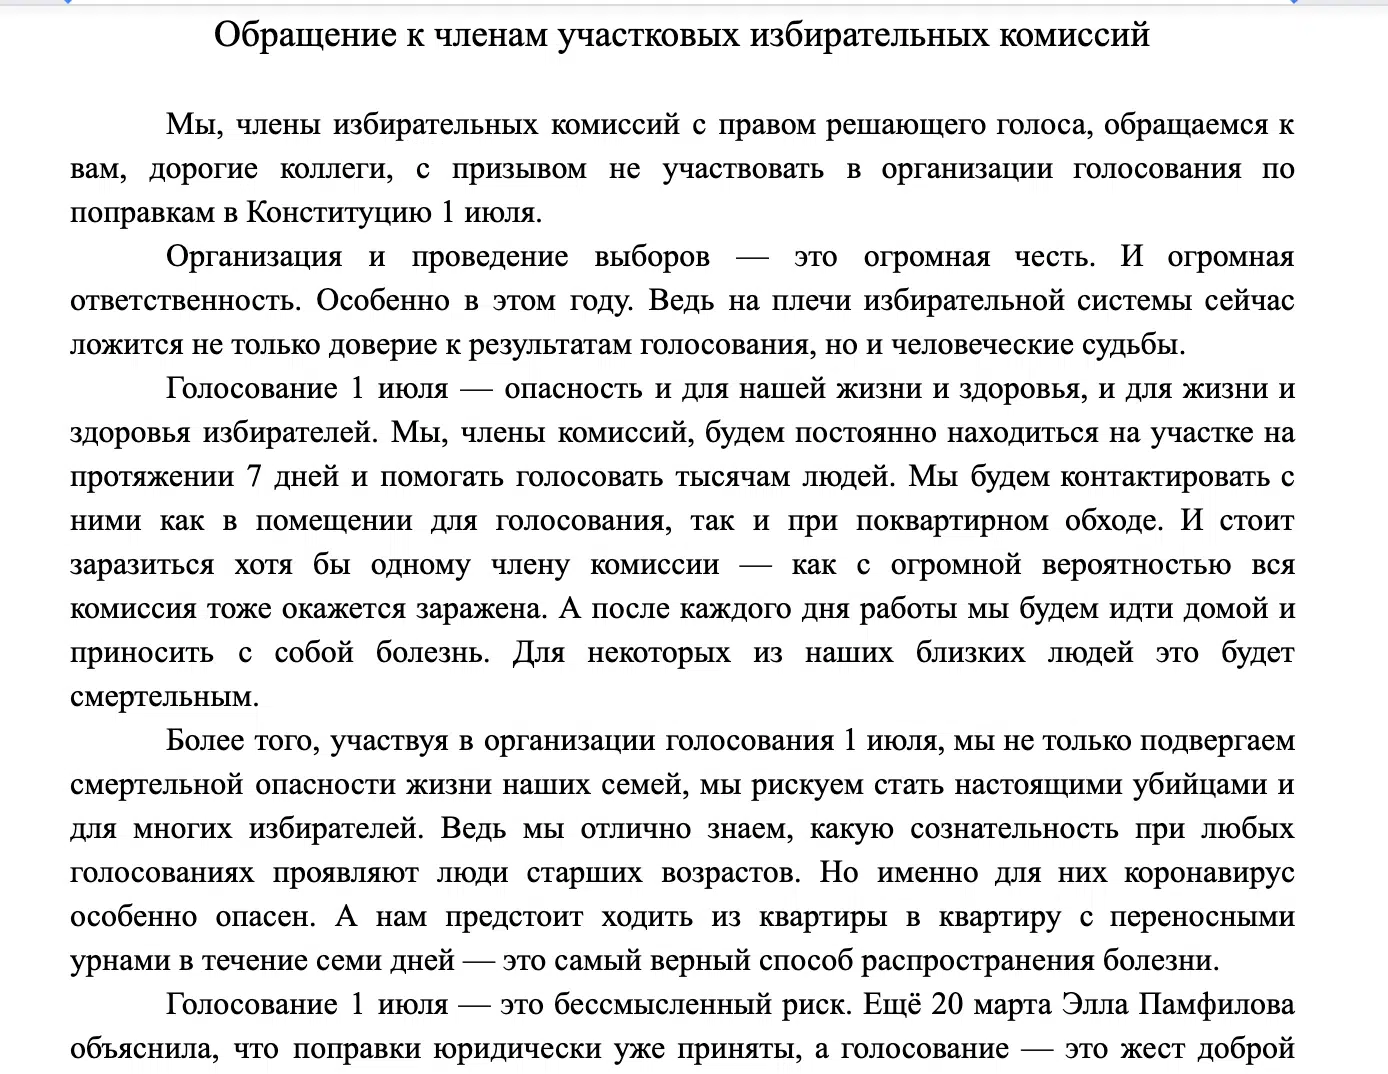 Обращение к членам участковых избирательных комиссий
Мы, члены избирательных комиссий с правом решающего голоса, обращаемся к
вам, дорогие коллеги, с призывом не участвовать в организации голосования по
поправкам в Конституцию 1 июля.
Организация и проведение выборов — это огромная честь. И огромная
ответственность. Особенно в этом году. Ведь на плечи избирательной системы сейчас
ложится не только доверие к результатам голосования, но и человеческие судьбы.
Голосование 1 июля — опасность и для нашей жизни и здоровья, и для жизни и
здоровья избирателей. Мы, члены комиссий, будем постоянно находиться на участке на
протяжении 7 дней и помогать голосовать тысячам людей. Мы будем контактировать с
ними как в помещении для голосования, так и при поквартирном обходе. И стоит
заразиться хотя бы одному члену комиссии — как с огромной вероятностью вся
комиссия тоже окажется заражена. А после каждого дня работы мы будем идти домой и
приносить с собой болезнь. Для некоторых из наших близких людей это будет
смертельным.
Более того, участвуя в организации голосования 1 июля, мы не только подвергаем
смертельной опасности жизни наших семей, мы рискуем стать настоящими убийцами и
для многих избирателей. Ведь мы отлично знаем, какую сознательность при любых
голосованиях проявляют люди старших возрастов. Но именно для них коронавирус
особенно опасен. А нам предстоит ходить из квартиры в квартиру с переносными
урнами в течение семи дней — это самый верный способ распространения болезни.
Голосование 1 июля — это бессмысленный риск. Ещё 20 марта Элла Памфилова
объяснила, что поправки юридически уже приняты, а голосование — это жест доброй